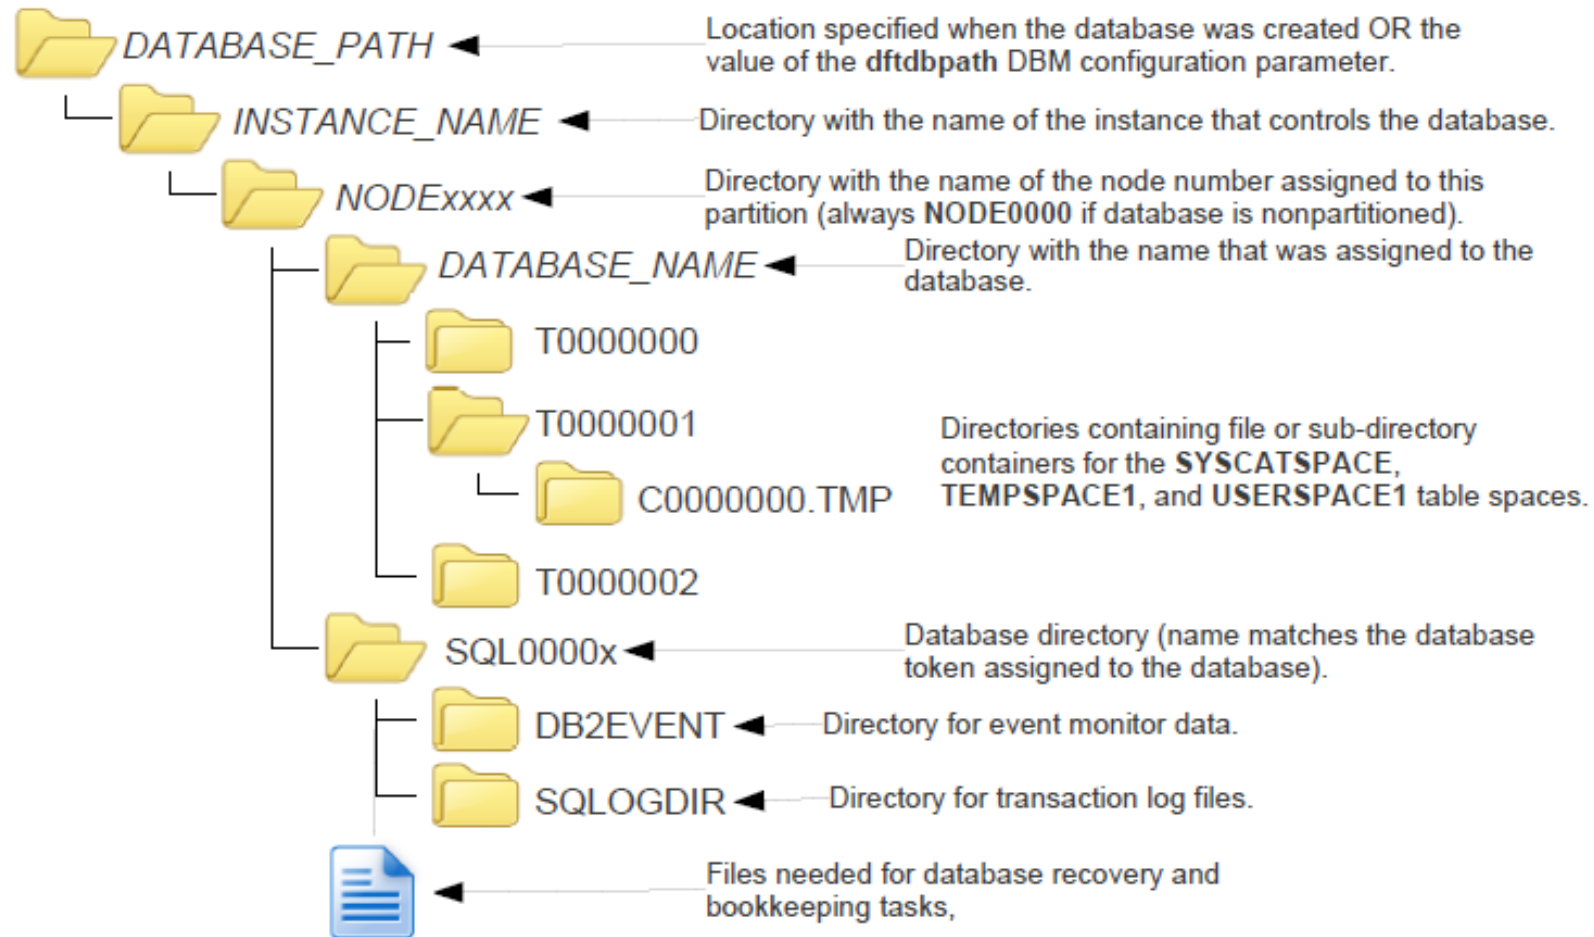 DATABASE_PATH
Location specified when the database was created OR the
value of the dftdbpath DBM configuration parameter.
INSTANCE_NAME
Directory with the name of the instance that controls the database.
NODExxxx
Directory with the name of the node number assigned to this
partition (always NODE0000 if database is nonpartitioned).
DATABASE_NAME
Directory with the name that was assigned to the
database.
T0000000
T0000001
C0000000.TMP
Directories containing file or sub-directory
containers for the SYSCATSPACE,
TEMPSPACE1, and USERSPACE1 table spaces.
T0000002
SQL0000x
Database directory (name matches the database
token assigned to the database).
DB2EVENT
Directory for event monitor data.
SQLOGDIR
Directory for transaction log files.
Files needed for database recovery and
bookkeeping tasks,